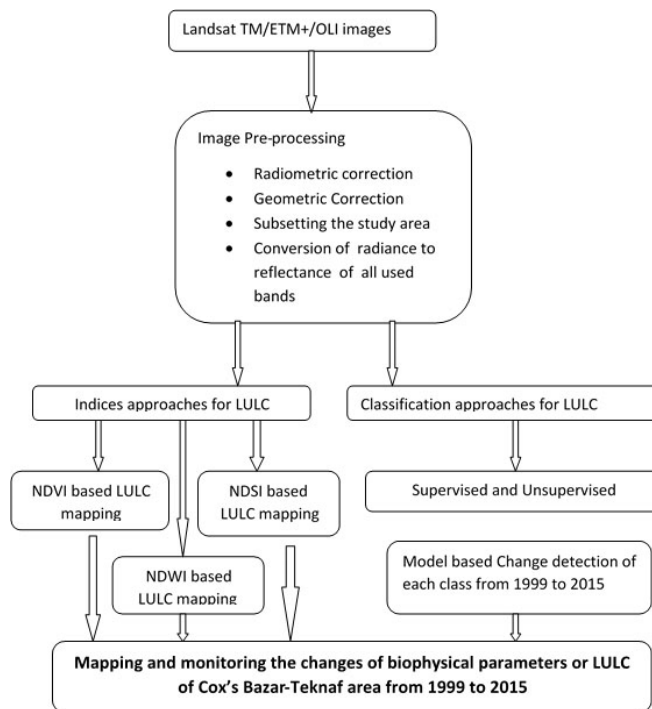 Landsat TM/ETM+/OLI images
Image Pre-processing
• Radiometric correction
• Geometric Correction
• Subsetting the study area
• Conversion of radiance to
reflectance of all used
bands
Indices approaches for LULC
Classification approaches for LULC
NDVI based LULC
mapping
NDSI based
LULC mapping
Supervised and Unsupervised
NDWI based
LULC mapping
Model based Change detection of
each class from 1999 to 2015
Mapping and monitoring the changes of biophysical parameters or LULC
of Cox's Bazar-Teknaf area from 1999 to 2015